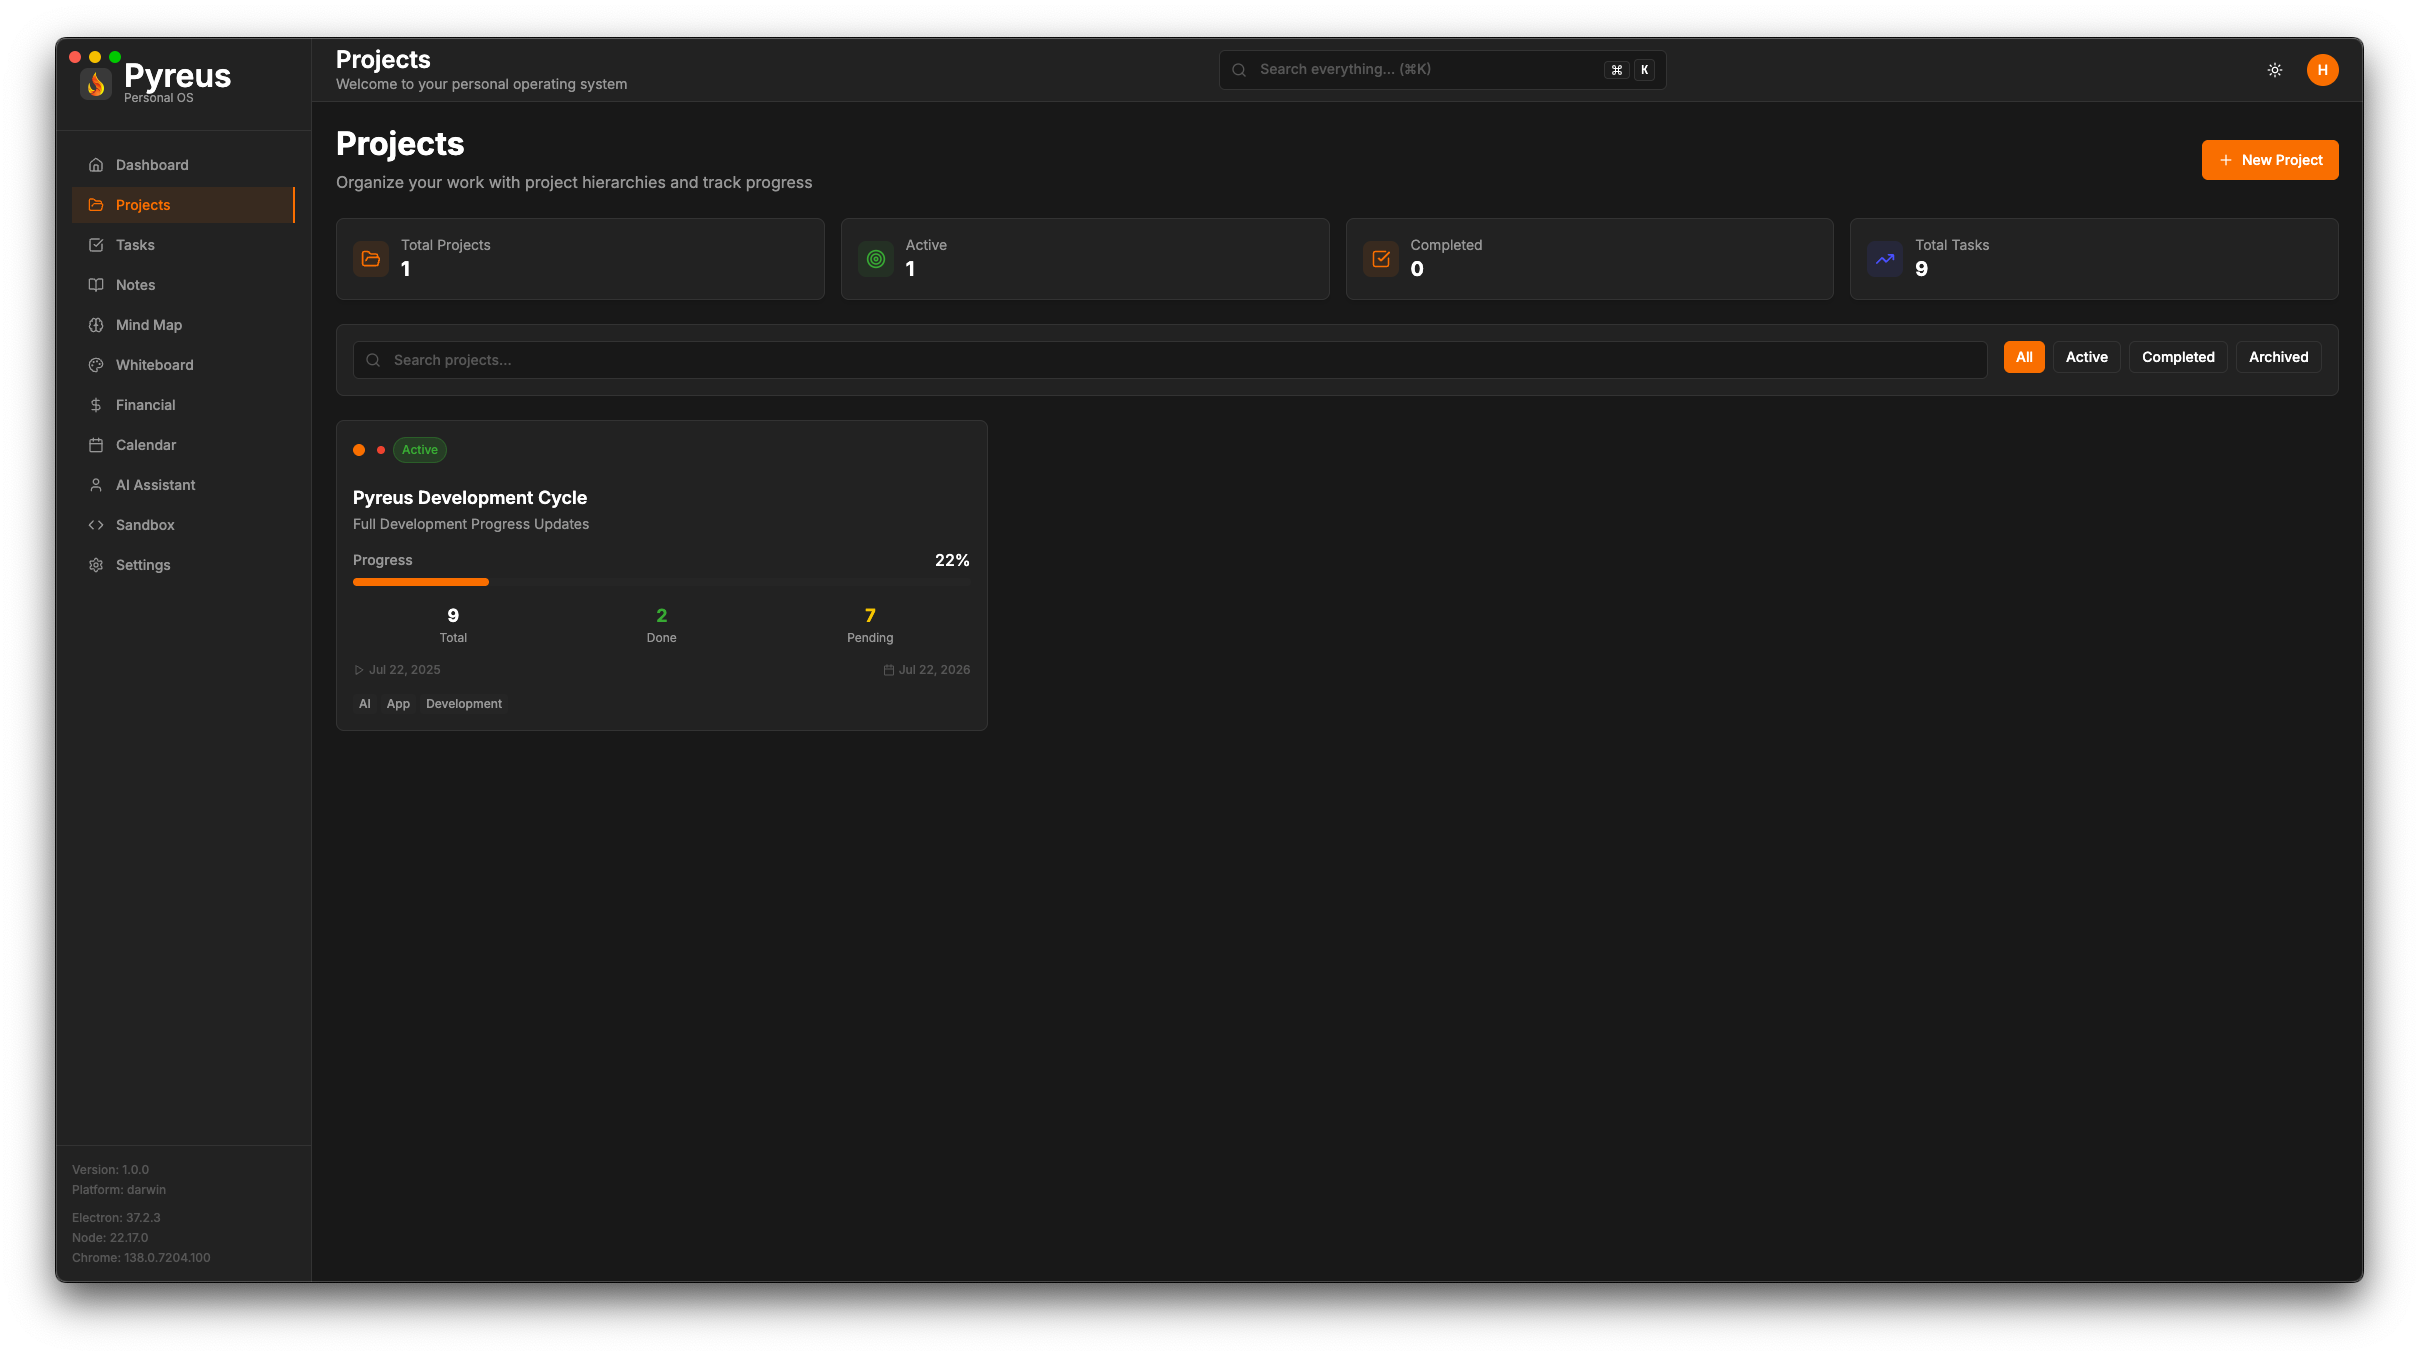 Pyreus
Personal OS
Dashboard
Projects
Tasks
Notes
Mind Map
Whiteboard
Financial
Calendar
AI Assistant
Sandbox
Settings
Version: 1.0.0
Platform: darwin
Electron: 37.2.3
Node: 22.17.0
Chrome: 138.0.7204.100
Projects
Welcome to your personal operating system
Search everything... (⌘K) ⌘ K
H
Projects
Organize your work with project hierarchies and track progress
+ New Project
Total Projects
1
Active
1
Completed
0
Total Tasks
9
Search projects...
All Active Completed Archived
Active
Pyreus Development Cycle
Full Development Progress Updates
Progress 22%
9 2 7
Total Done Pending
Jul 22, 2025 Jul 22, 2026
AI App Development